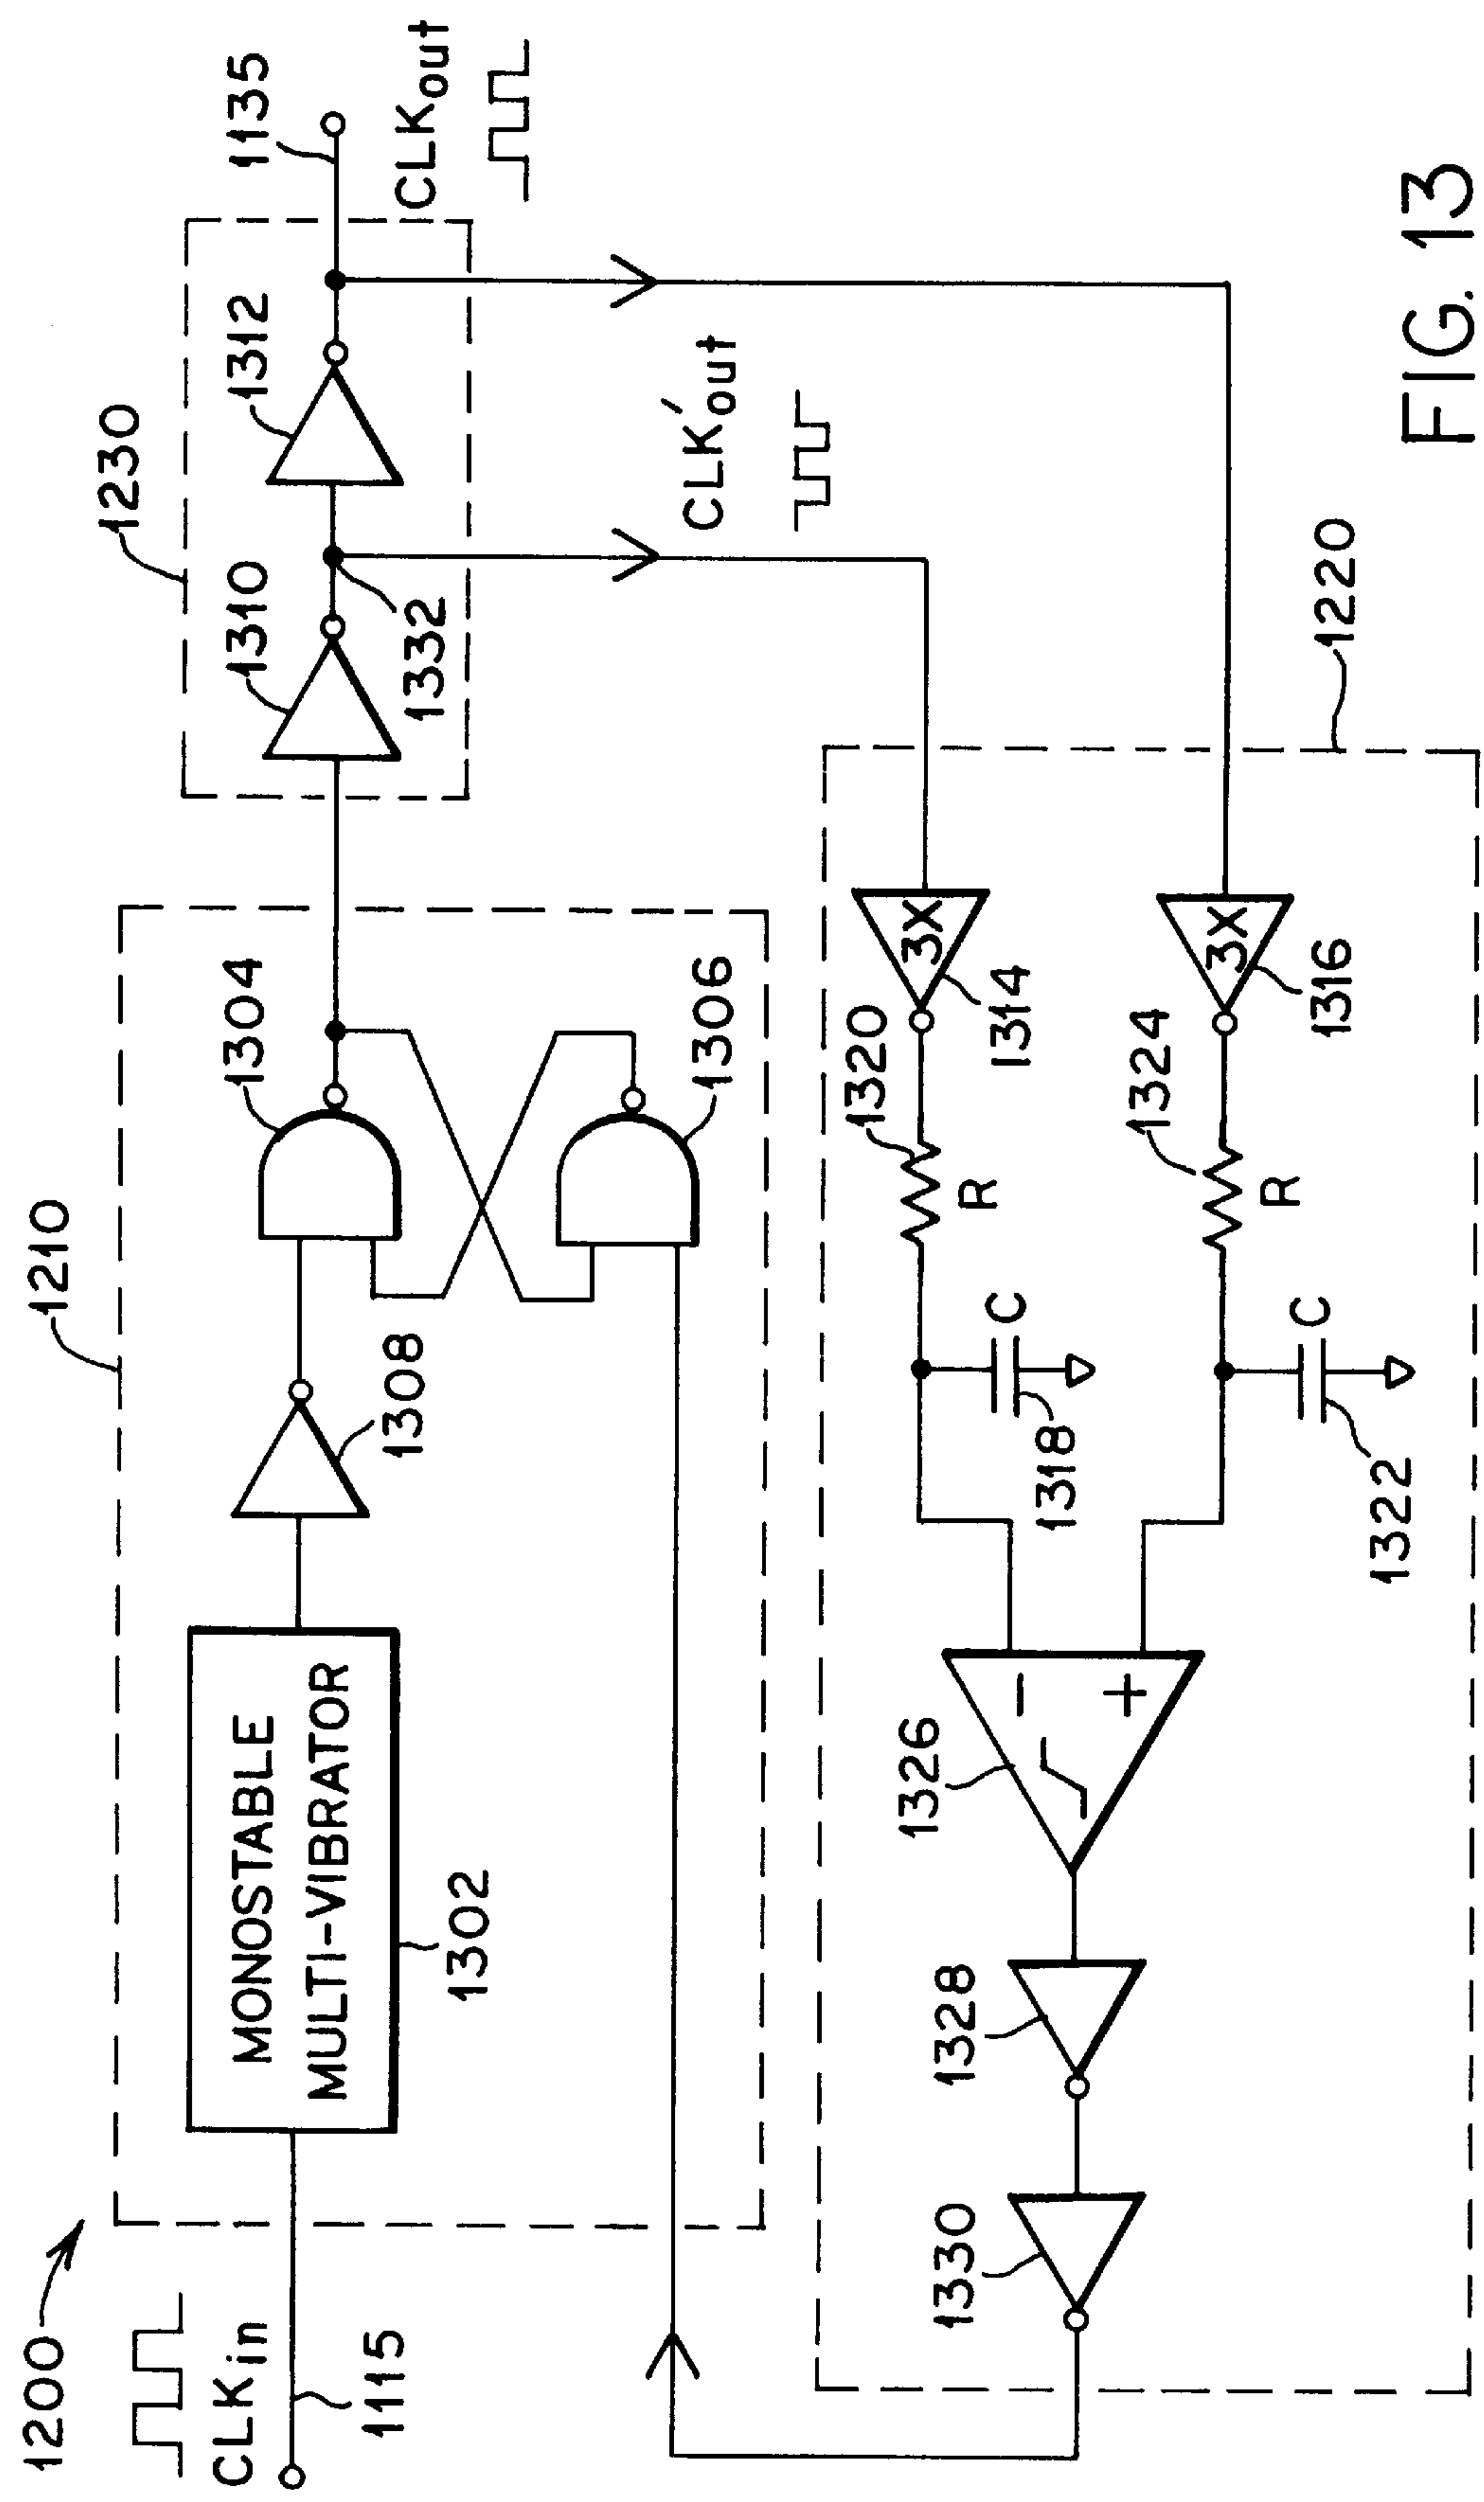 1200
CLKin
1115
1210
MONOSTABLE
MULTI-VIBRATOR
1302
1308
1304
1306
1230
1310
1332
1312
1135
CLKout
CLK'out
1220
1330
1328
1326
−
+
1318
C
1320
R
3X
1314
1322
C
1324
R
3X
1316
FIG. 13